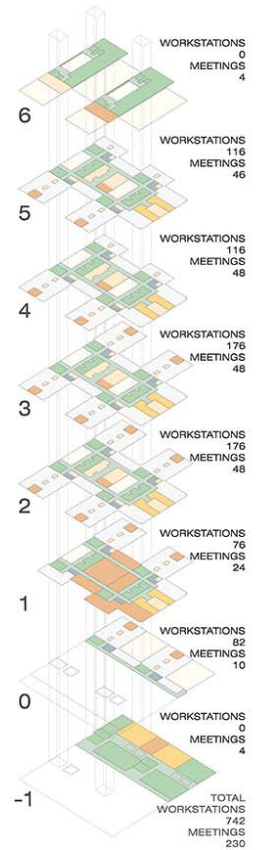 WORKSTATIONS
0
MEETINGS
4
6
WORKSTATIONS
116
MEETINGS
46
5
WORKSTATIONS
116
MEETINGS
48
4
WORKSTATIONS
176
MEETINGS
48
3
WORKSTATIONS
176
MEETINGS
48
2
WORKSTATIONS
76
MEETINGS
24
1
WORKSTATIONS
82
MEETINGS
10
0
WORKSTATIONS
0
MEETINGS
4
-1
TOTAL
WORKSTATIONS
742
MEETINGS
230